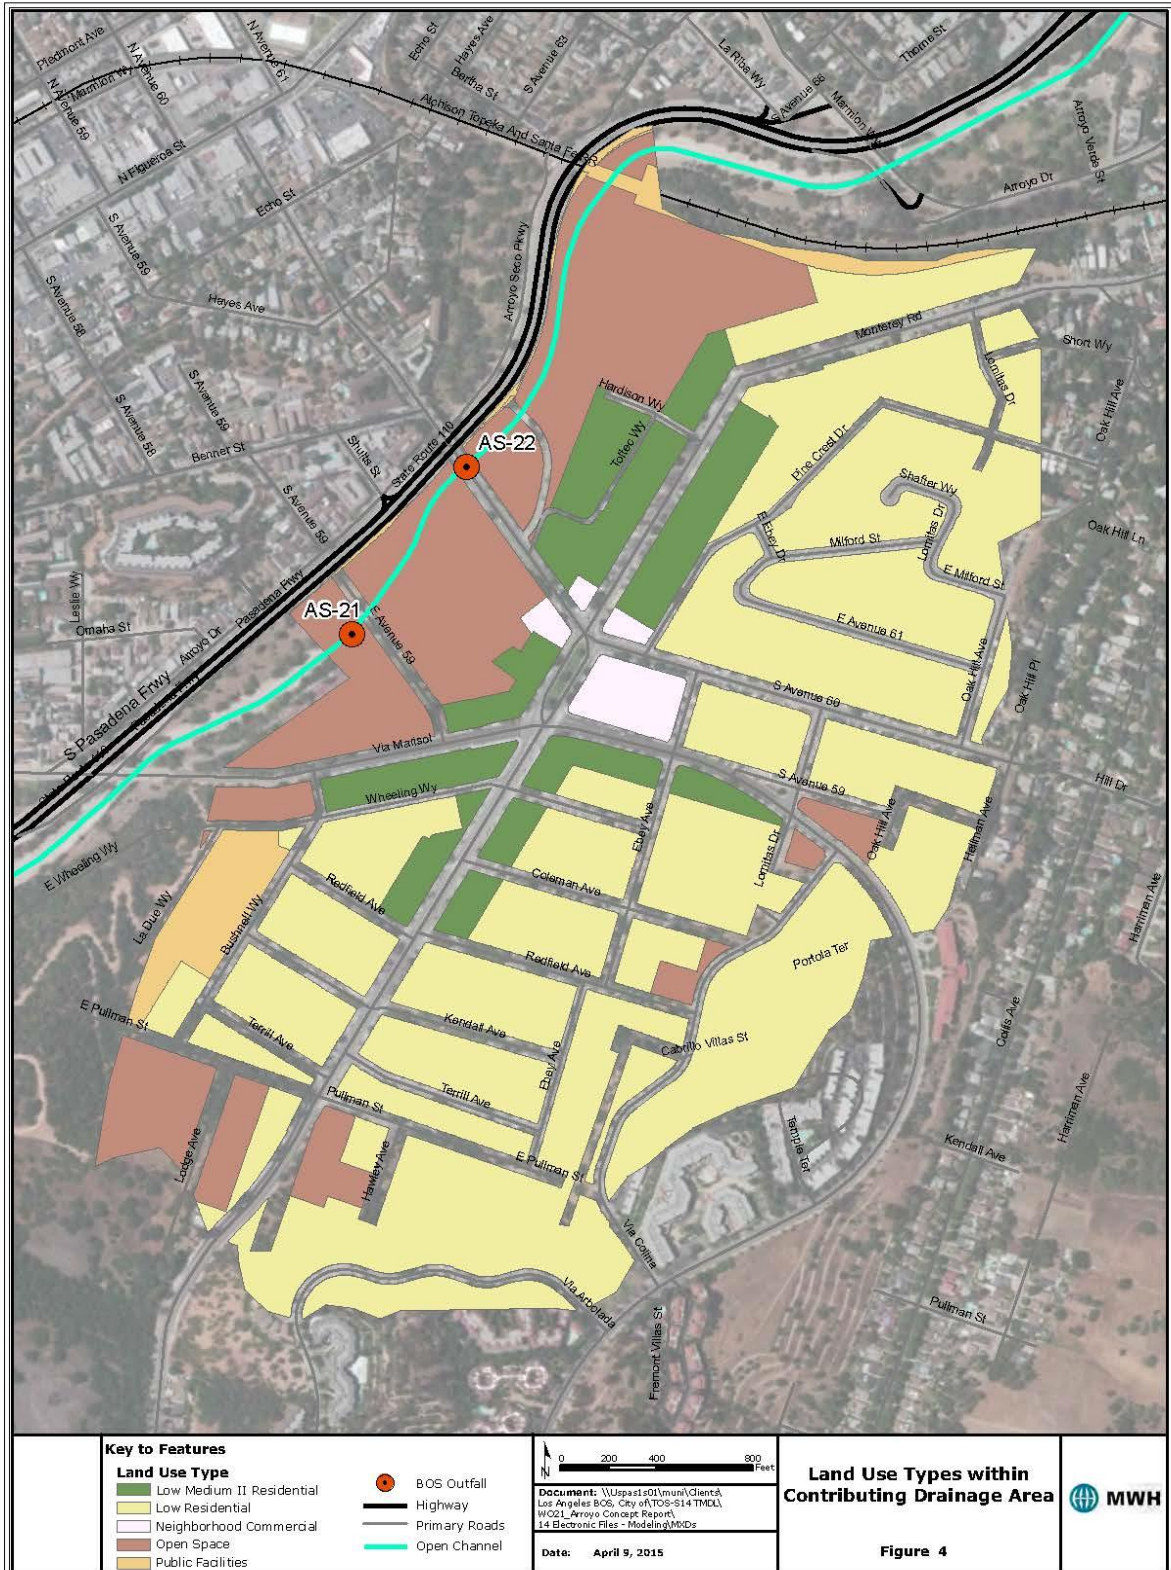 Piedmont Ave
N Avenue 60
N Avenue 61
Echo St
Hayes Ave
S Avenue 63
La Riba Wy
Thorne St
Marmion Wy
N Avenue 59
Bertha St
S Avenue 66
Marmion Wy
Atchison Topeka And Santa Fe RR
Arroyo Verde St
N Figueroa St
Echo St
Arroyo Dr
S Avenue 59
Arroyo Seco Pkwy
S Avenue 58
Hayes Ave
Monterey Rd
Short Wy
Lomitas Dr
Oak Hill Ave
S Avenue 59
Hardison Wy
S Avenue 58
Toltec Wy
Pine Crest Dr
Benner St
Shults St
State Route 110
AS-22
Shafter Wy
S Avenue 59
Lomitas Dr
Oak Hill Ln
E Ebey Dr
Milford St
E Milford St
Leslie Wy
Omaha St
Arroyo Dr
Pasadena Frwy
AS-21
E Avenue 59
E Avenue 61
Oak Hill Ave
Oak Hill Pl
S Pasadena Frwy
S Avenue 60
Via Marisol
Wheeling Wy
S Avenue 59
Hill Dr
Ebey Ave
Oak Hill Ave
Hellman Ave
E Wheeling Wy
Lomitas Dr
Coleman Ave
Redfield Ave
La Due Wy
Bushnell Wy
Harriman Ave
Redfield Ave
Portola Ter
E Pullman St
Terrill Ave
Kendall Ave
Cabrillo Villas St
Collis Ave
Ebey Ave
Terrill Ave
Pullman St
Harriman Ave
Temple Ter
Kendall Ave
Lodge Ave
Hawley Ave
E Pullman St
Via Colina
Via Arbolada
Pullman St
Fremont Villas St
Key to Features
Land Use Type
Low Medium II Residential
Low Residential
Neighborhood Commercial
Open Space
Public Facilities
BOS Outfall
Highway
Primary Roads
Open Channel
N
0 200 400 800
Feet
Document: \\Uspas1s01\muni\Clients\
Los Angeles BOS, City of\TOS-S14 TMDL\
WO21_Arroyo Concept Report\
14 Electronic Files - Modeling\MXDs
Date: April 9, 2015
Land Use Types within
Contributing Drainage Area
Figure 4
MWH